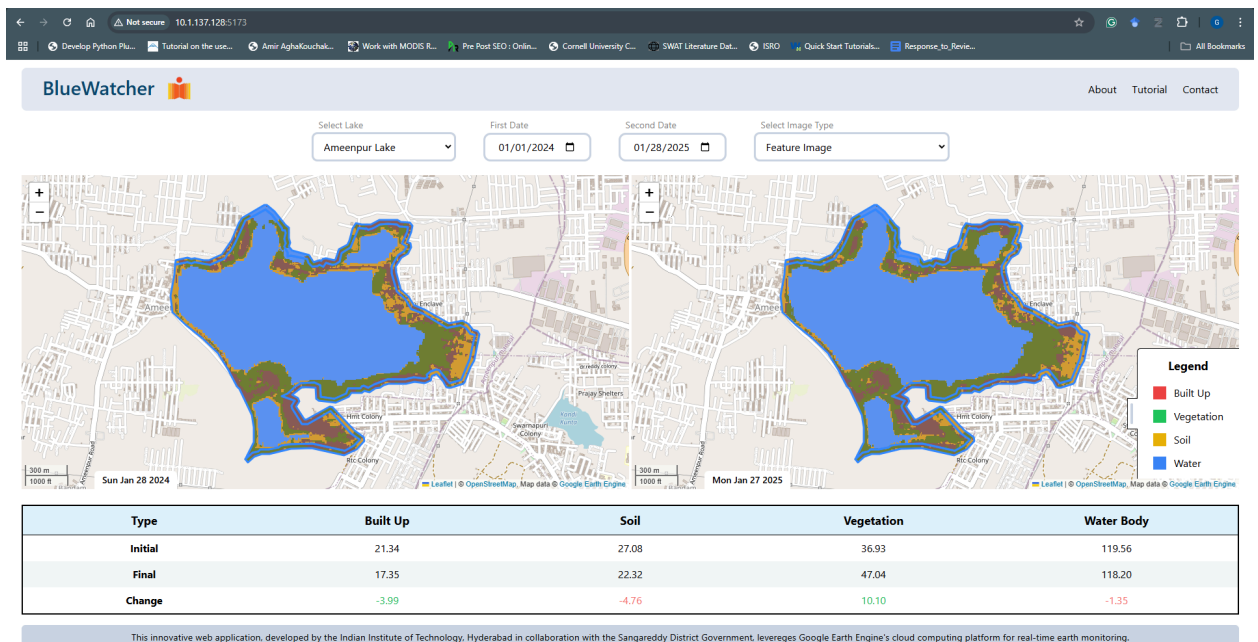 Not secure 10.1.137.128:5173
Develop Python Plu... Tutorial on the use... Amir AghaKouchak... Work with MODIS R... Pre Post SEO : Onlin... Cornell University C... SWAT Literature Dat... ISRO Quick Start Tutorials... Response_to_Revie... All Bookmarks
BlueWatcher About Tutorial Contact
Select Lake First Date Second Date Select Image Type
Ameenpur Lake 01/01/2024 01/28/2025 Feature Image
+ +
− −
Enclave Enclave
Amee Ameen
Legend
Built Up
Vegetation
Soil
Water
Prajay Shelters
Hmt Colony Hmt Colony
Swarnapuri
Colony
Rtc Colony Rtc Colony
Ameenpur Road
300 m 300 m
1000 ft 1000 ft
Sun Jan 28 2024 Mon Jan 27 2025
Leaflet | © OpenStreetMap, Map data © Google Earth Engine Leaflet | © OpenStreetMap, Map data © Google Earth Engine
Type Built Up Soil Vegetation Water Body
Initial 21.34 27.08 36.93 119.56
Final 17.35 22.32 47.04 118.20
Change -3.99 -4.76 10.10 -1.35
This innovative web application, developed by the Indian Institute of Technology, Hyderabad in collaboration with the Sangareddy District Government, levereges Google Earth Engine's cloud computing platform for real-time earth monitoring.